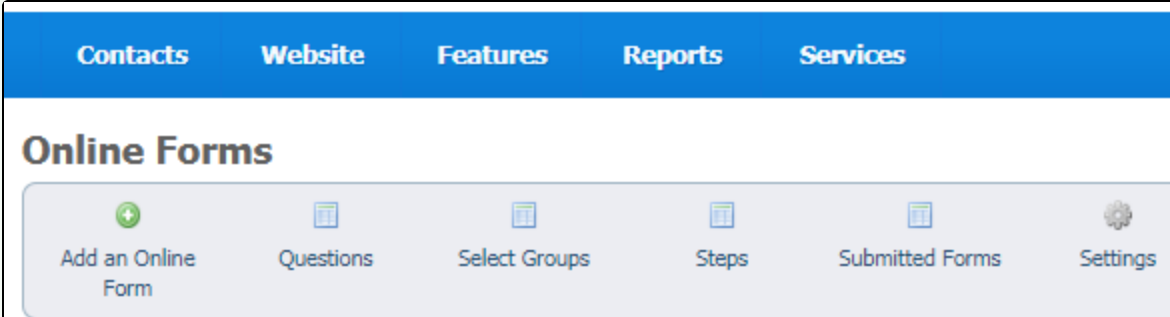 Contacts Website Features Reports Services
Online Forms
Add an Online Questions Select Groups Steps Submitted Forms Settings
Form